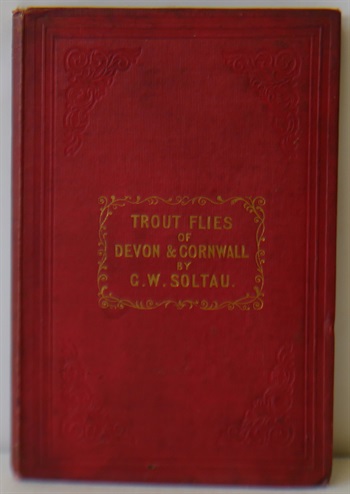 TROUT FLIES
OF
DEVON & CORNWALL
BY
G. W. SOLTAU.